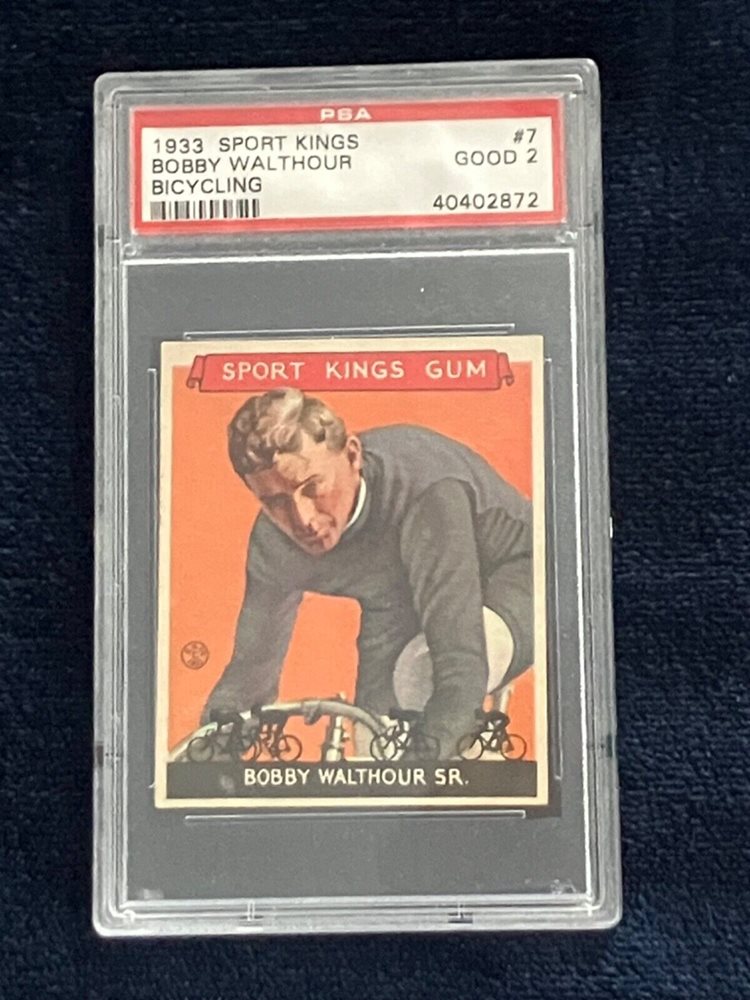 PSA
1933 SPORT KINGS #7
BOBBY WALTHOUR GOOD 2
BICYCLING
40402872
SPORT KINGS GUM
BOBBY WALTHOUR SR.